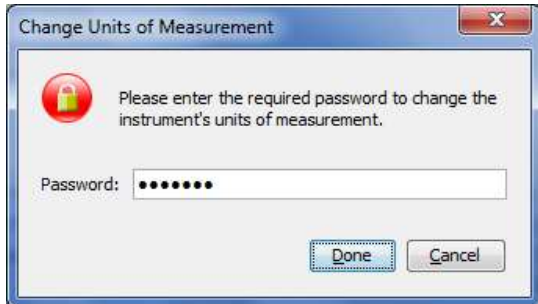 Change Units of Measurement
Please enter the required password to change the
instrument's units of measurement.
Password: •••••••
Done Cancel